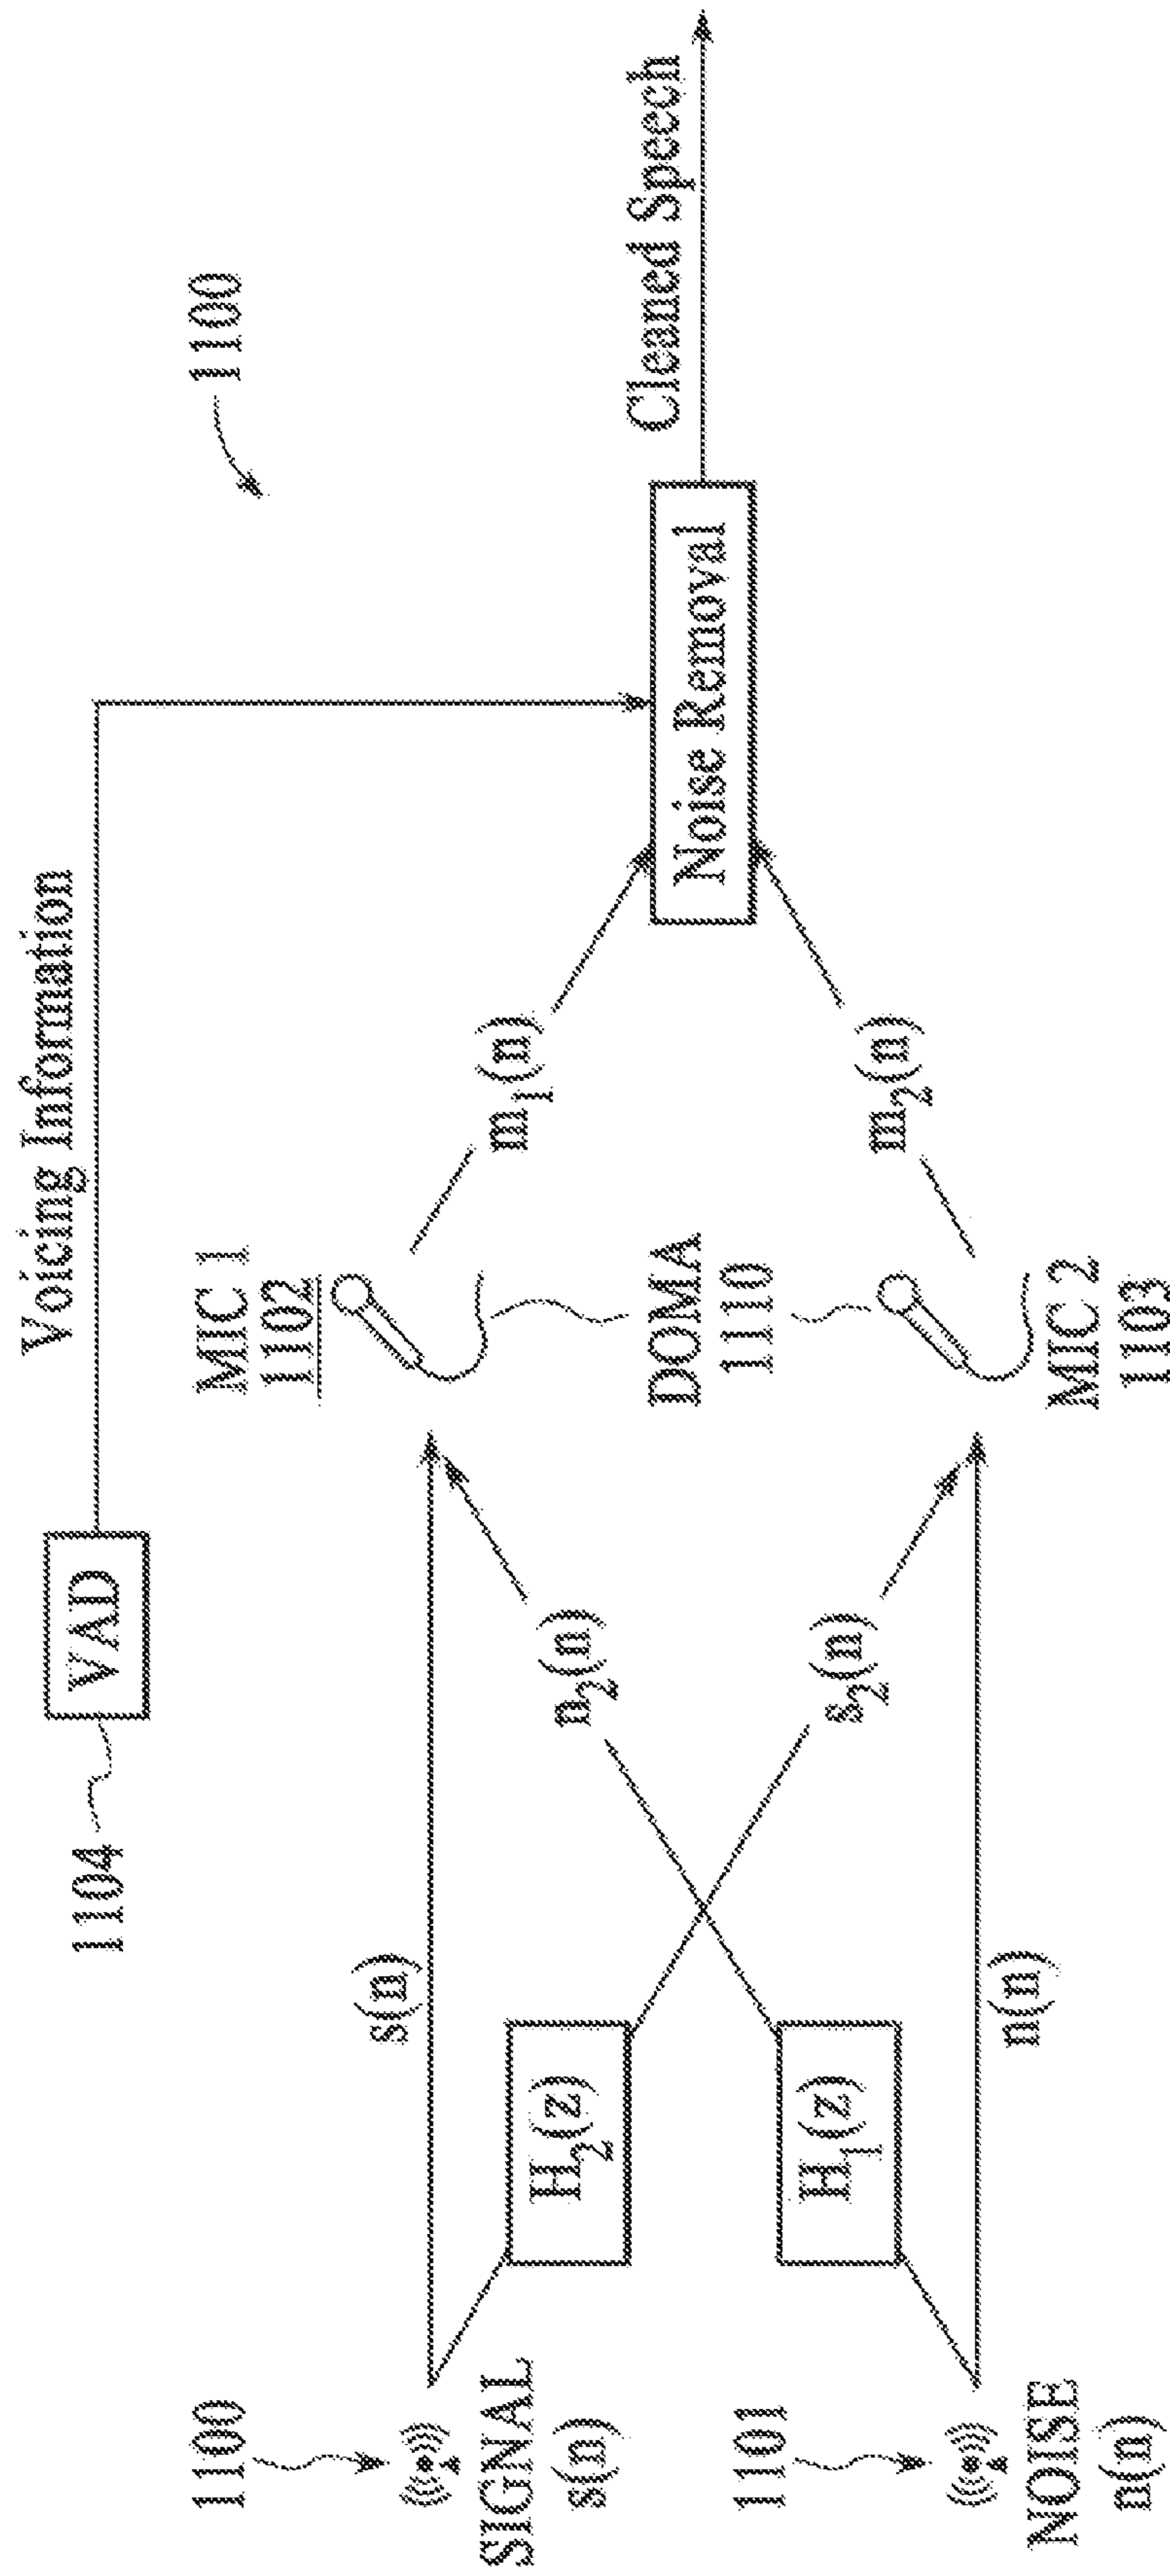 Voicing Information
VAD
1104
1100
MIC 1
1102
s(n)
1100
SIGNAL
s(n)
H2(z)
n2(n)
m1(n)
Cleaned Speech
Noise Removal
DOMA
1110
1101
NOISE
n(n)
H1(z)
s2(n)
m2(n)
n(n)
MIC 2
1103